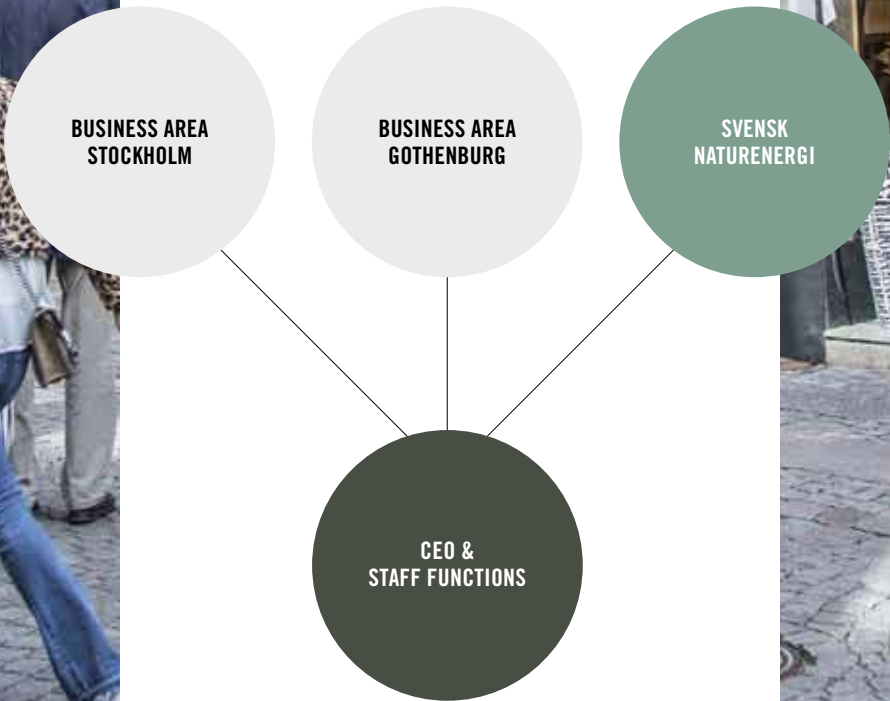 BUSINESS AREA
STOCKHOLM
BUSINESS AREA
GOTHENBURG
SVENSK
NATURENERGI
CEO &
STAFF FUNCTIONS